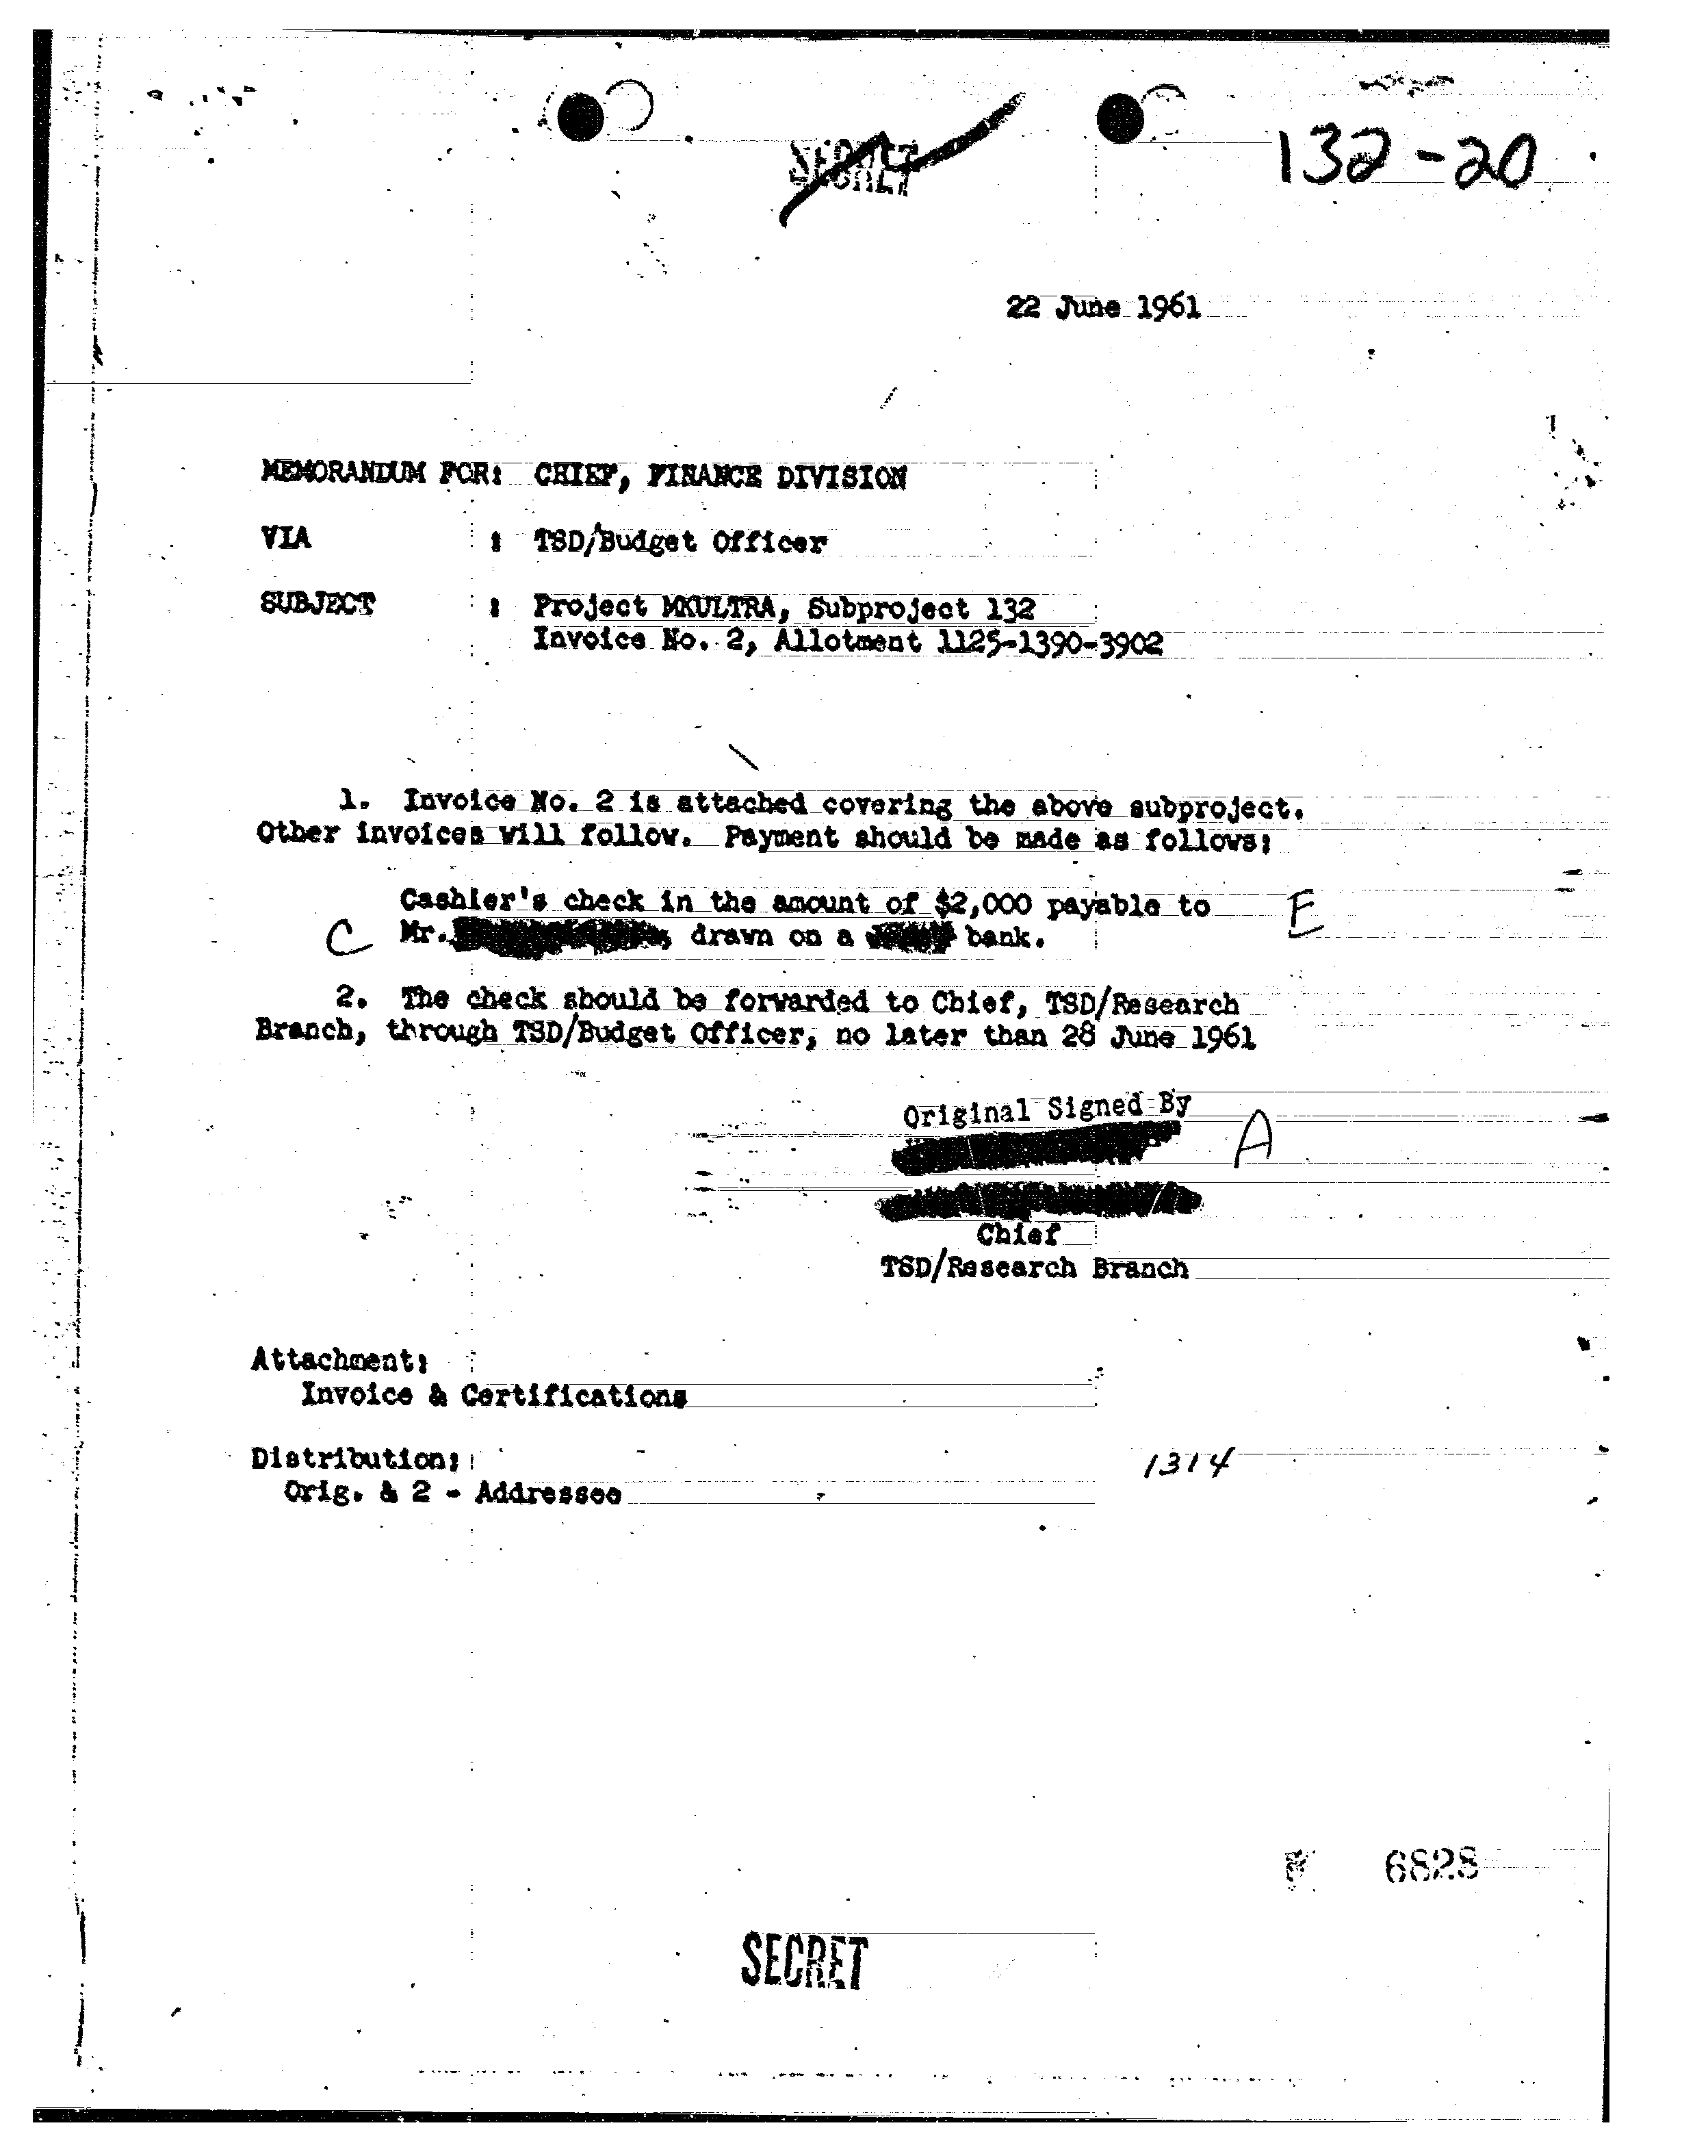 SECRET
132-20
22 June 1961
MEMORANDUM FOR: CHIEF, FINANCE DIVISION
VIA : TSD/Budget Officer
SUBJECT : Project MKULTRA, Subproject 132
Invoice No. 2, Allotment 1125-1390-3902
1. Invoice No. 2 is attached covering the above subproject.
Other invoices will follow. Payment should be made as follows:
Cashier's check in the amount of $2,000 payable to E
C Mr. , drawn on a bank.
2. The check should be forwarded to Chief, TSD/Research
Branch, through TSD/Budget Officer, no later than 28 June 1961
Original Signed By
A
Chief
TSD/Research Branch
Attachment:
Invoice & Certifications
Distribution:
Orig. & 2 - Addressee
1314
6828
SECRET